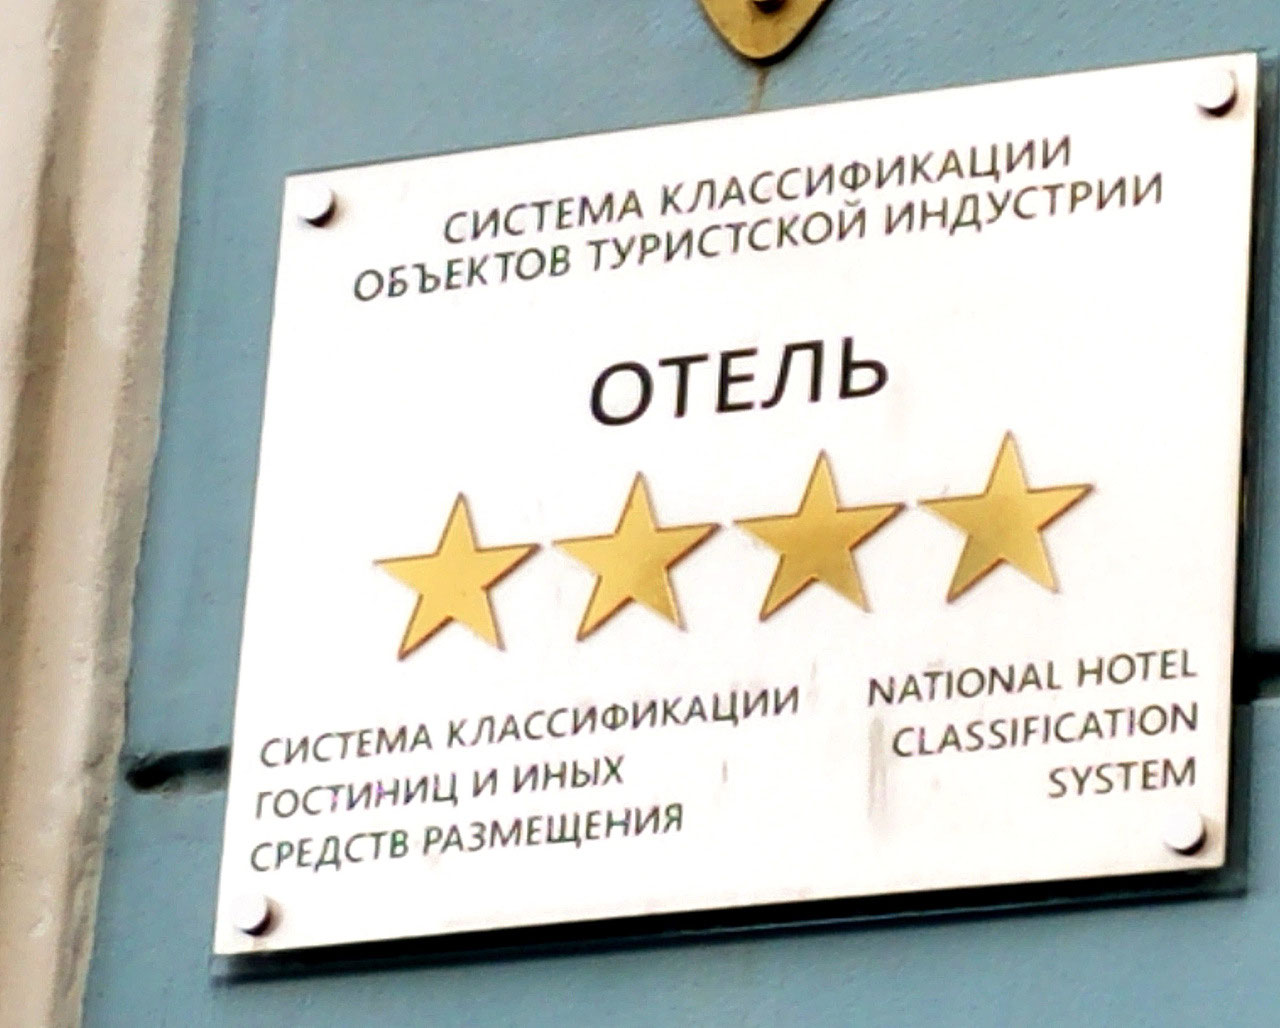 СИСТЕМА КЛАССИФИКАЦИИ
ОБЪЕКТОВ ТУРИСТСКОЙ ИНДУСТРИИ
ОТЕЛЬ
СИСТЕМА КЛАССИФИКАЦИИ
ГОСТИНИЦ И ИНЫХ
СРЕДСТВ РАЗМЕЩЕНИЯ
NATIONAL HOTEL
CLASSIFICATION
SYSTEM